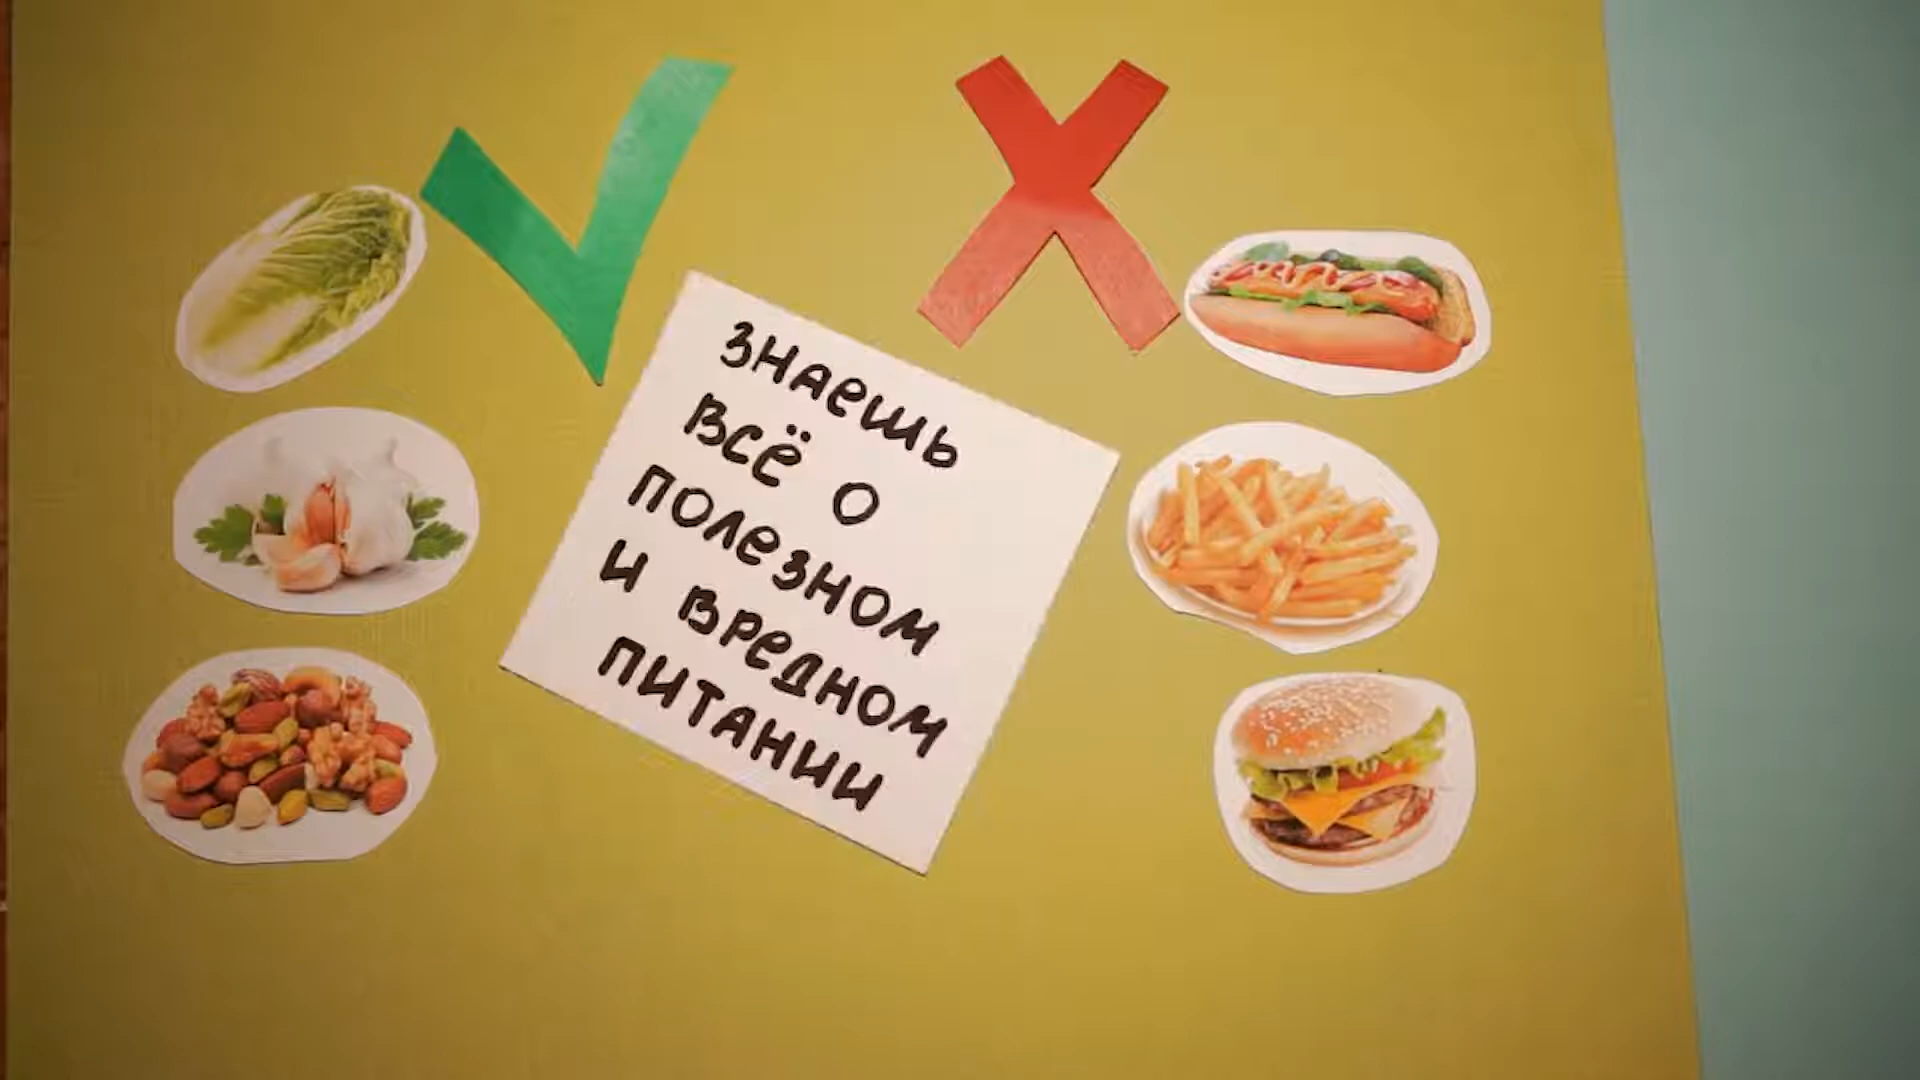 знаешь
всё о
полезном
и вредном
питании